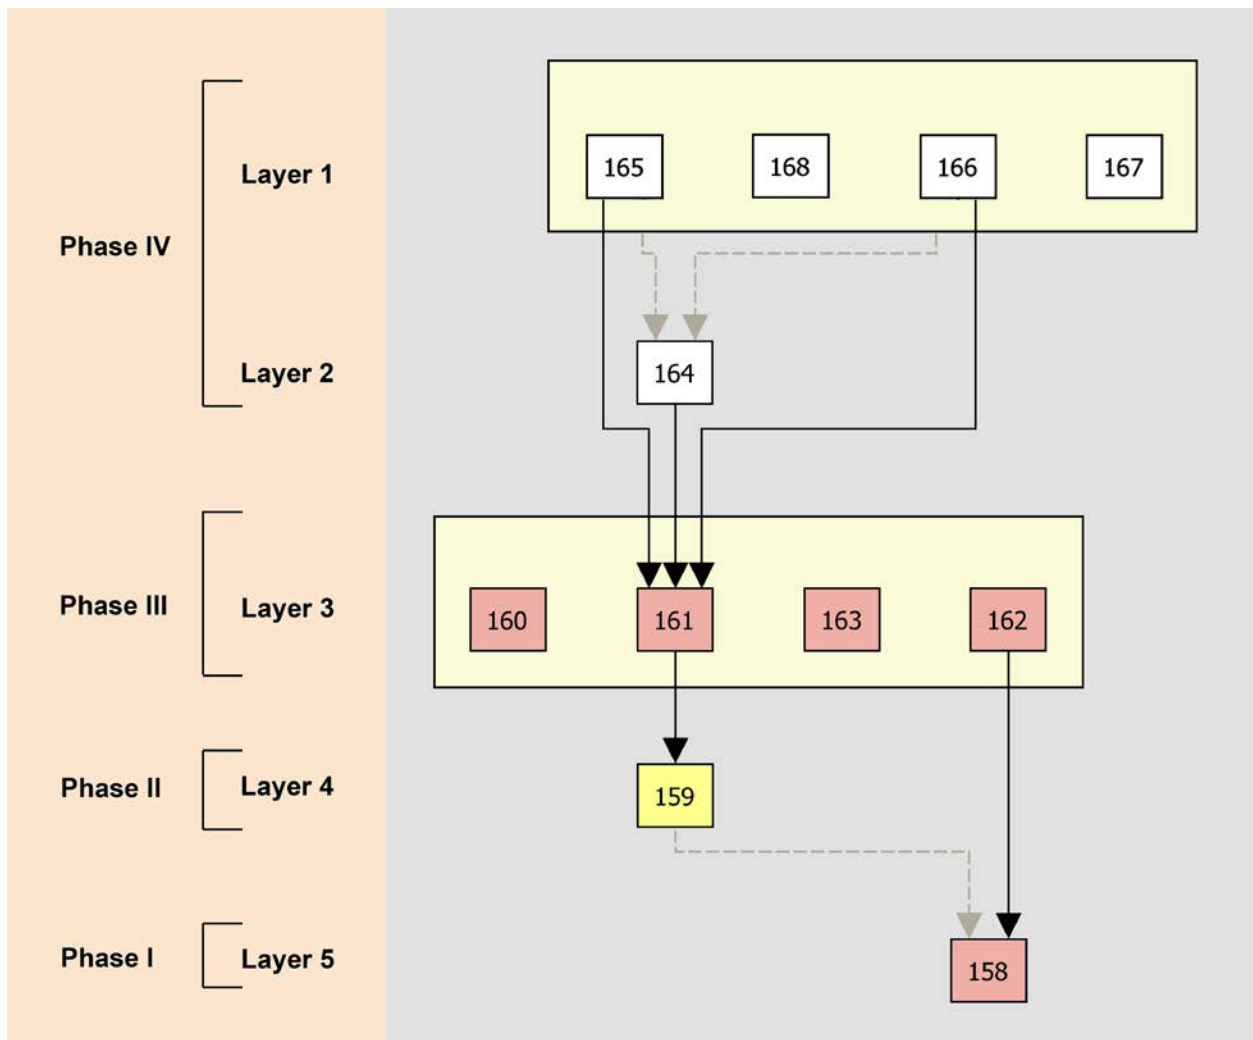 165 168 166 167
Layer 1
Phase IV
Layer 2
164
Phase III
Layer 3
160 161 163 162
Phase II
Layer 4
159
Phase I
Layer 5
158